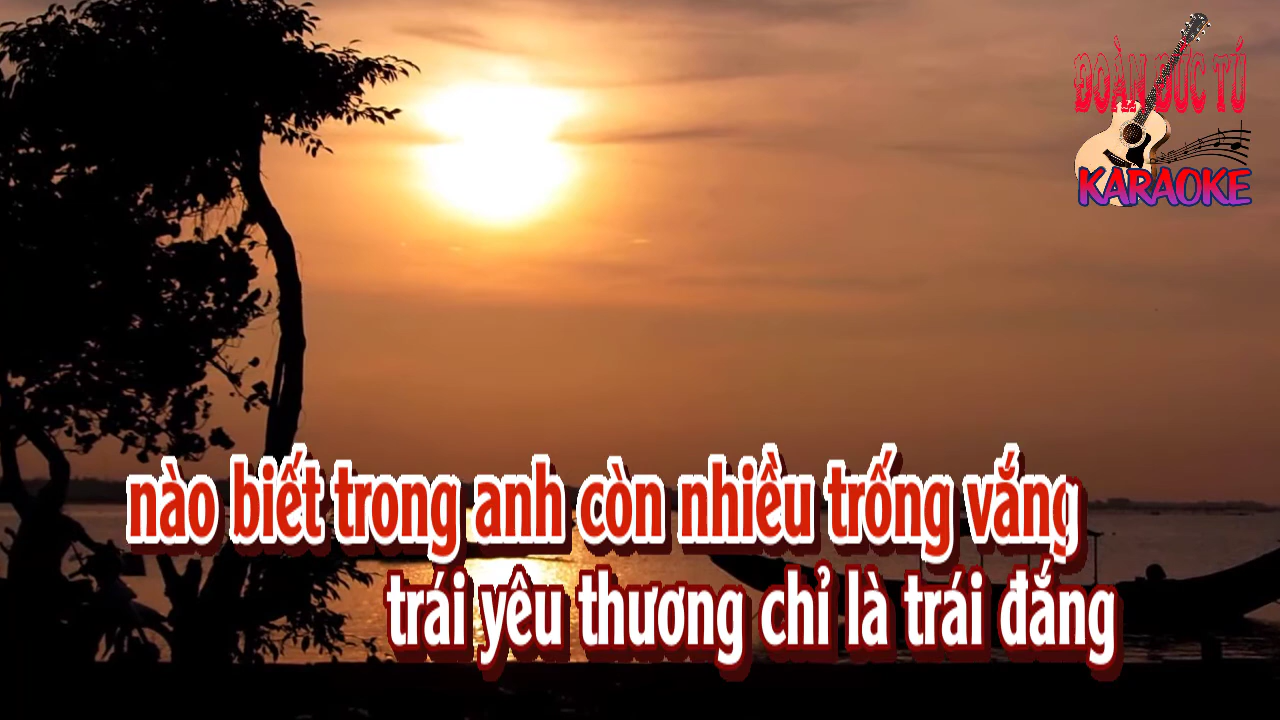 ĐOÀN ĐỨC TÚ
KARAOKE
nào biết trong anh còn nhiều trống vắng
trái yêu thương chỉ là trái đắng